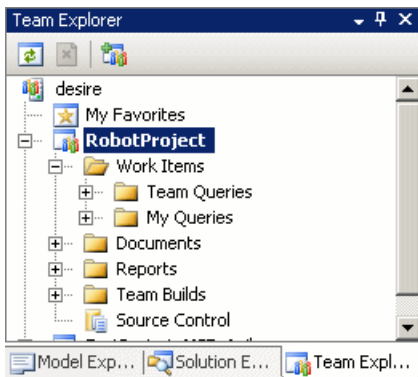 Team Explorer
desire
My Favorites
RobotProject
Work Items
Team Queries
My Queries
Documents
Reports
Team Builds
Source Control
Model Exp... Solution E... Team Expl...